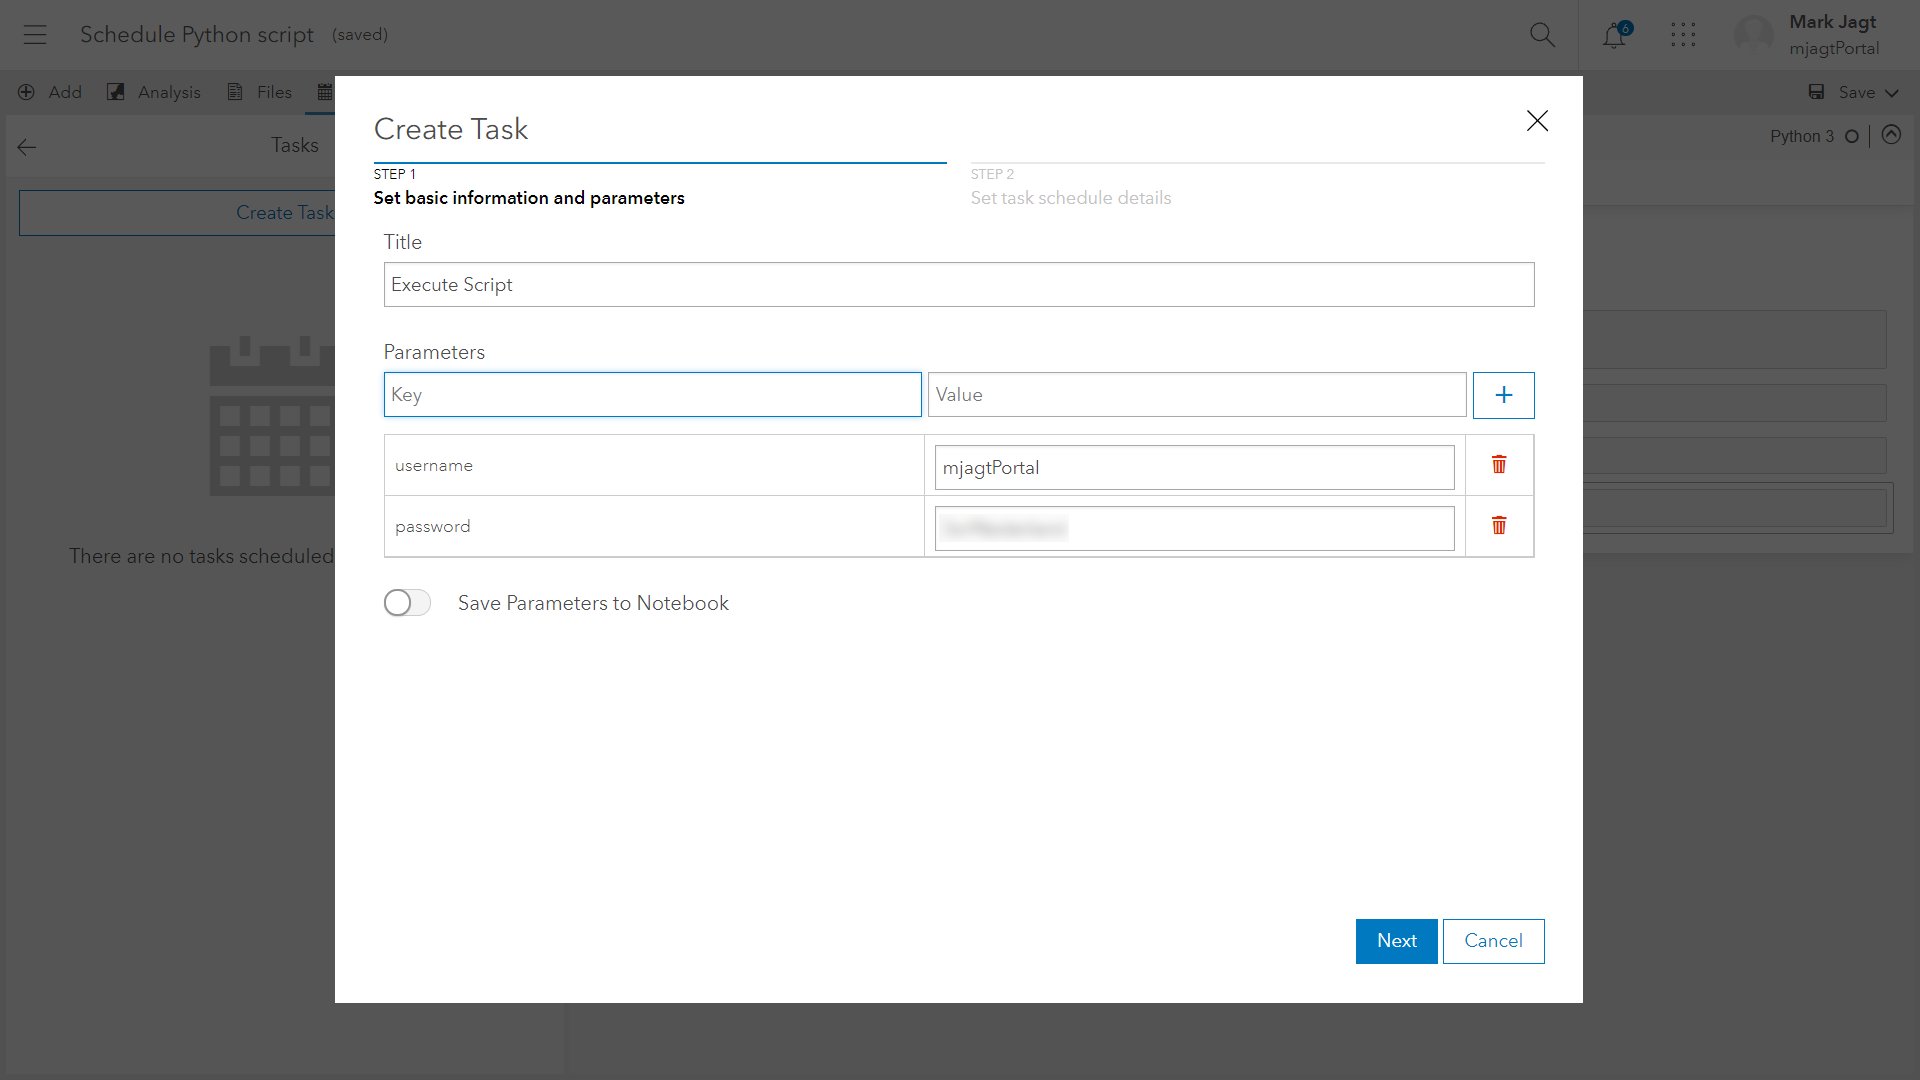 Schedule Python script (saved)
6
Mark Jagt
mjagtPortal
Add Analysis Files
Save
Tasks
Python 3
Create Task
There are no tasks scheduled
Create Task
STEP 1
Set basic information and parameters
STEP 2
Set task schedule details
Title
Execute Script
Parameters
Key Value
username mjagtPortal
password
Save Parameters to Notebook
Next Cancel